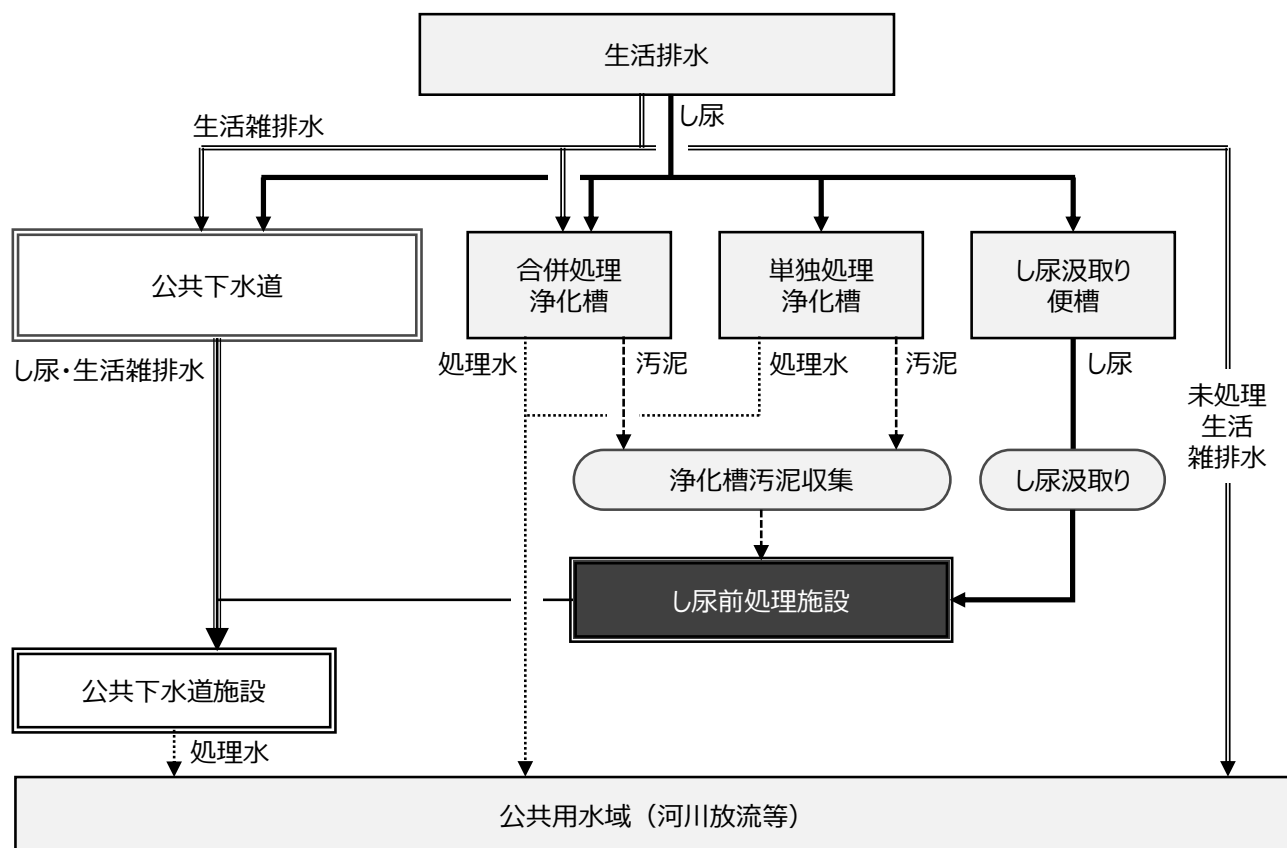 生活排水
し尿
生活雑排水
公共下水道
合併処理
浄化槽
単独処理
浄化槽
し尿汲取り
便槽
し尿・生活雑排水
処理水
汚泥
処理水
汚泥
し尿
未処理
生活
雑排水
浄化槽汚泥収集
し尿汲取り
し尿前処理施設
公共下水道施設
処理水
公共用水域（河川放流等）